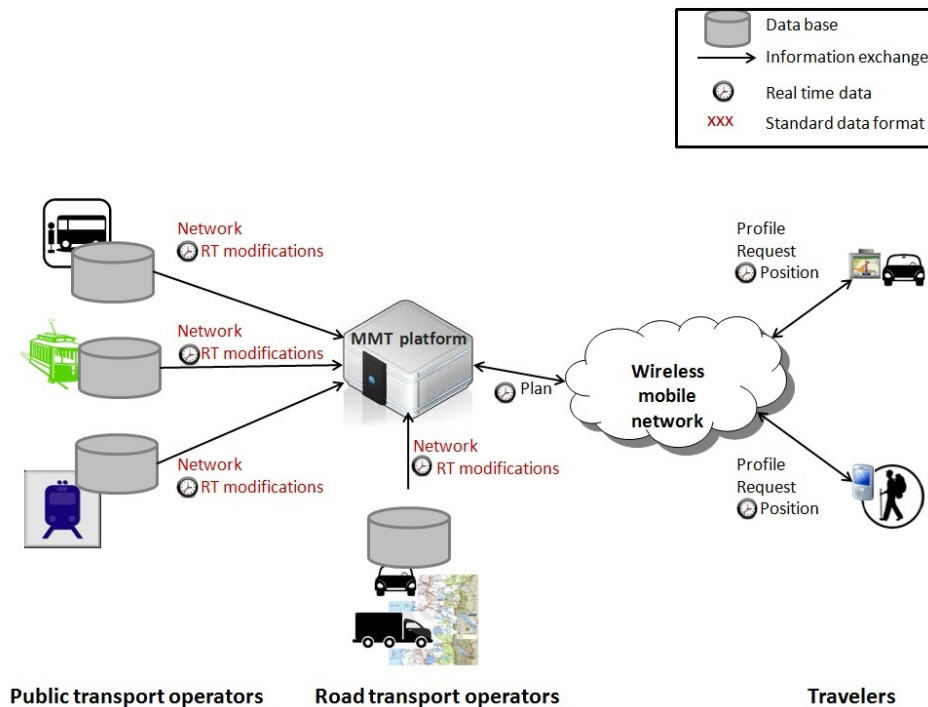 Data base
Information exchange
Real time data
XXX
Standard data format
Network
RT modifications
Network
RT modifications
Network
RT modifications
MMT platform
Plan
Network
RT modifications
Wireless
mobile
network
Profile
Request
Position
Profile
Request
Position
Public transport operators
Road transport operators
Travelers